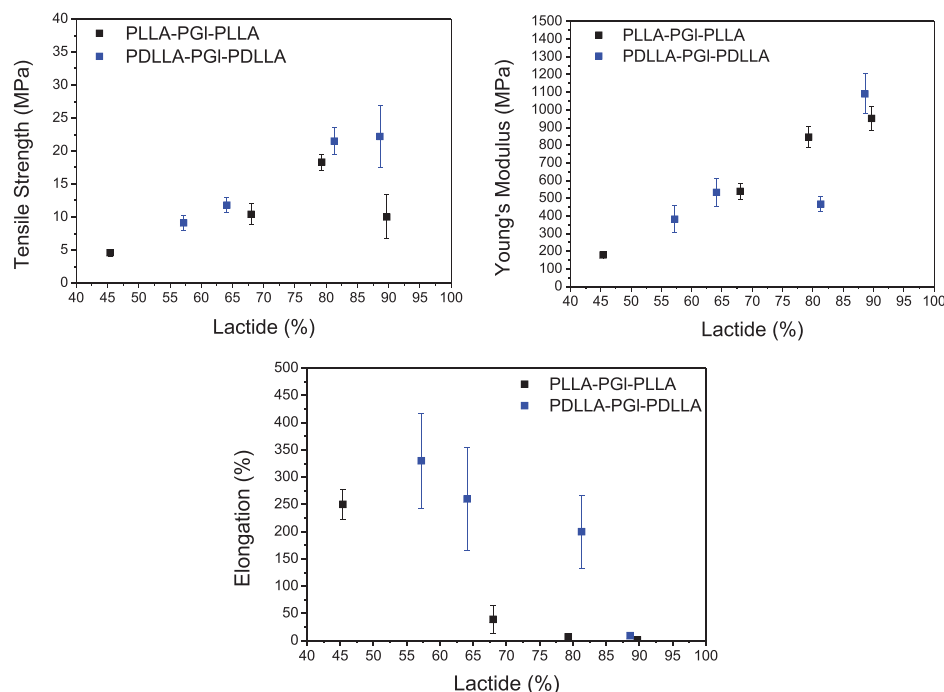 40
35
30
25
20
15
10
5
0
Tensile Strength (MPa)
PLLA-PGl-PLLA
PDLLA-PGl-PDLLA
40 45 50 55 60 65 70 75 80 85 90 95 100
Lactide (%)
1500
1400
1300
1200
1100
1000
900
800
700
600
500
400
300
200
100
0
Young's Modulus (MPa)
PLLA-PGl-PLLA
PDLLA-PGl-PDLLA
40 45 50 55 60 65 70 75 80 85 90 95 100
Lactide (%)
500
450
400
350
300
250
200
150
100
50
0
Elongation (%)
PLLA-PGl-PLLA
PDLLA-PGl-PDLLA
40 45 50 55 60 65 70 75 80 85 90 95 100
Lactide (%)